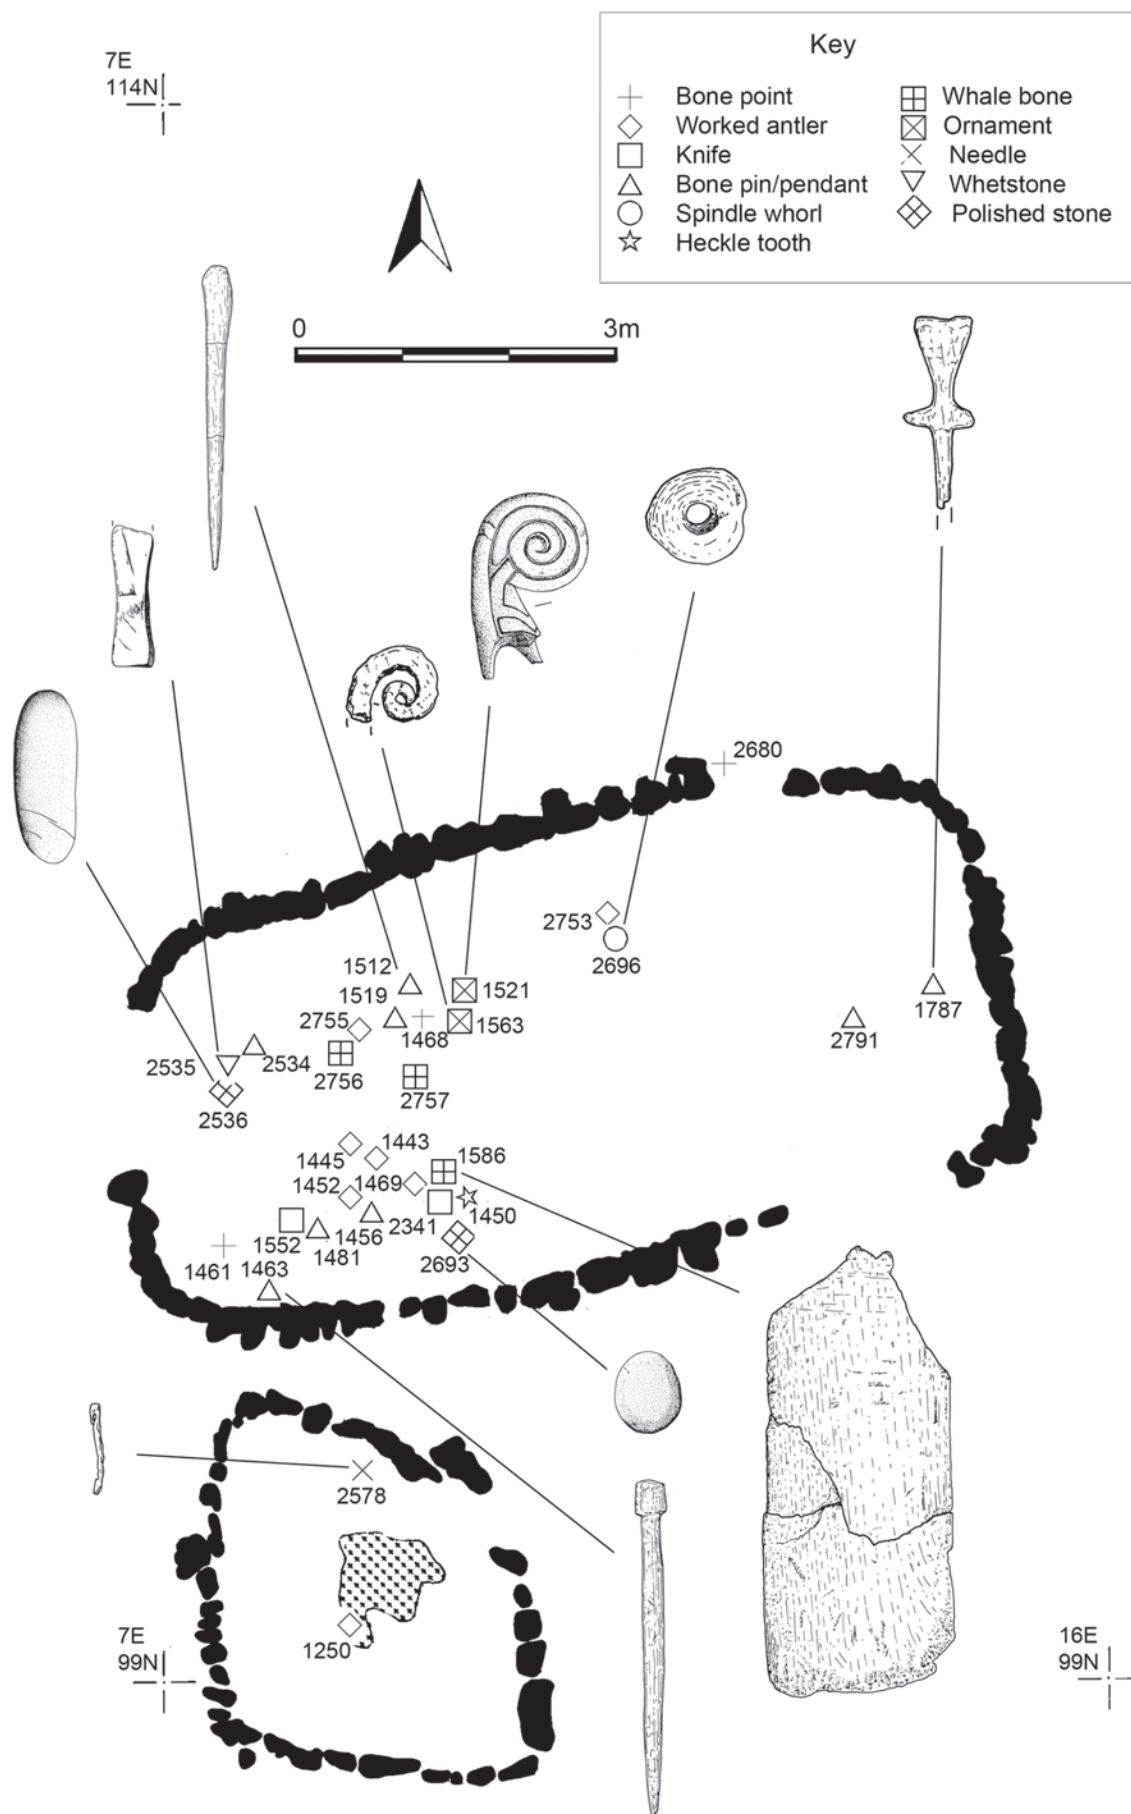 7E
114N
Key
Bone point
Worked antler
Knife
Bone pin/pendant
Spindle whorl
Heckle tooth
Whale bone
Ornament
Needle
Whetstone
Polished stone
0 3m
2680
2753
2696
1512
1519
1521
2755
1468
1563
1787
2791
2535
2534
2756
2757
2536
1443
1445
1586
1452
1469
1450
1552
1456
2341
1481
2693
1461
1463
2578
1250
7E
99N
16E
99N